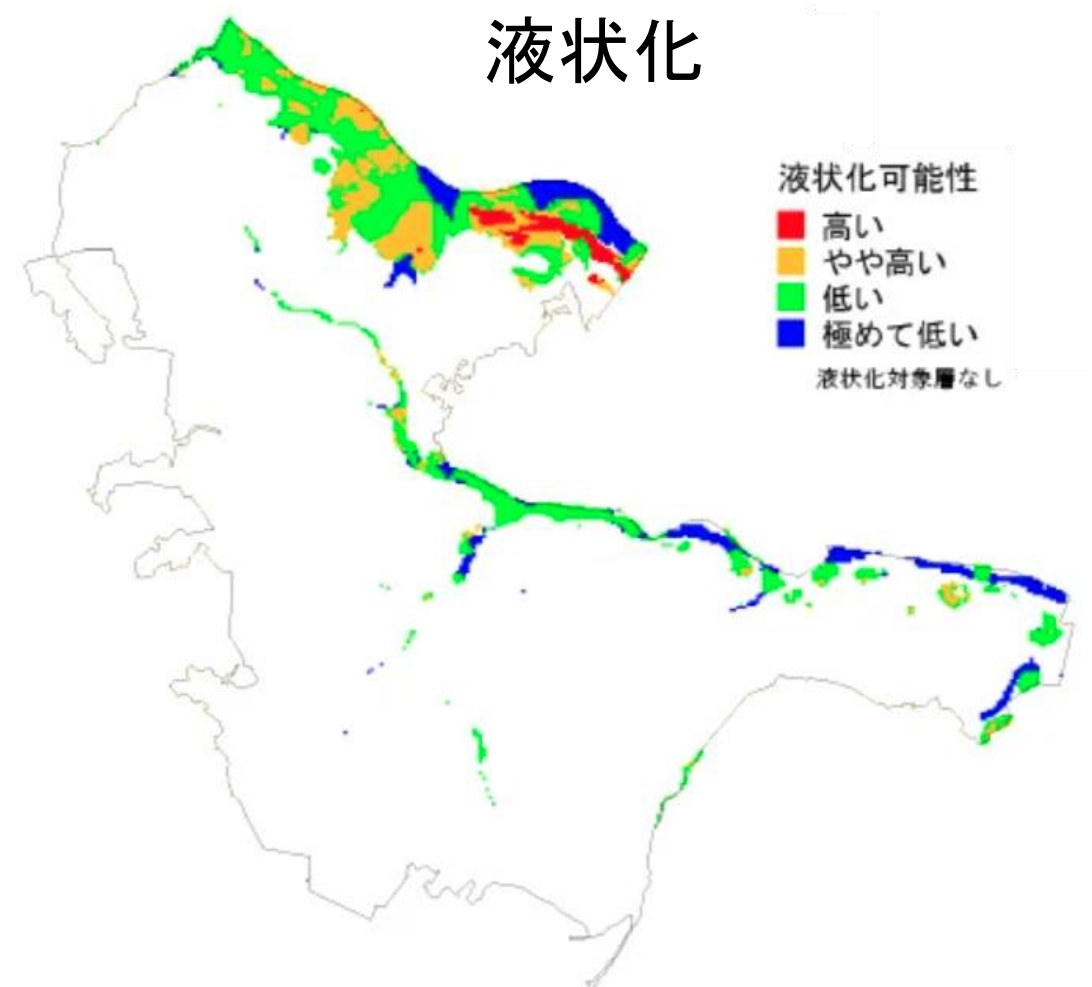 液状化
液状化可能性
高い
やや高い
低い
極めて低い
液状化対象層なし